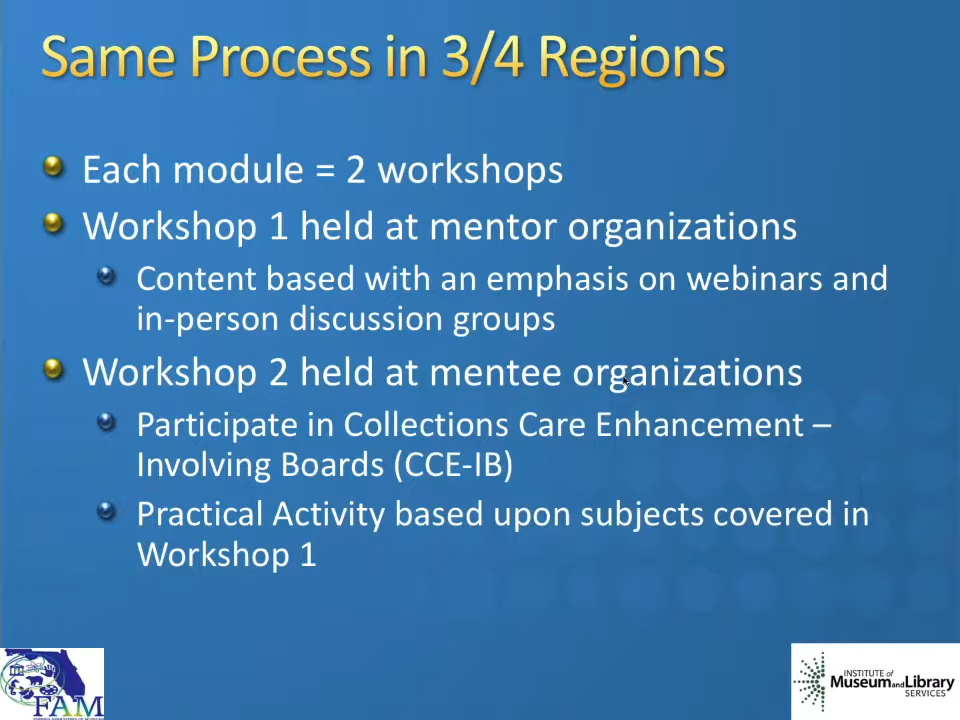 Same Process in 3/4 Regions
Each module = 2 workshops
Workshop 1 held at mentor organizations
Content based with an emphasis on webinars and
in-person discussion groups
Workshop 2 held at mentee organizations
Participate in Collections Care Enhancement –
Involving Boards (CCE-IB)
Practical Activity based upon subjects covered in
Workshop 1
FAM
INSTITUTE of
Museum and Library
SERVICES